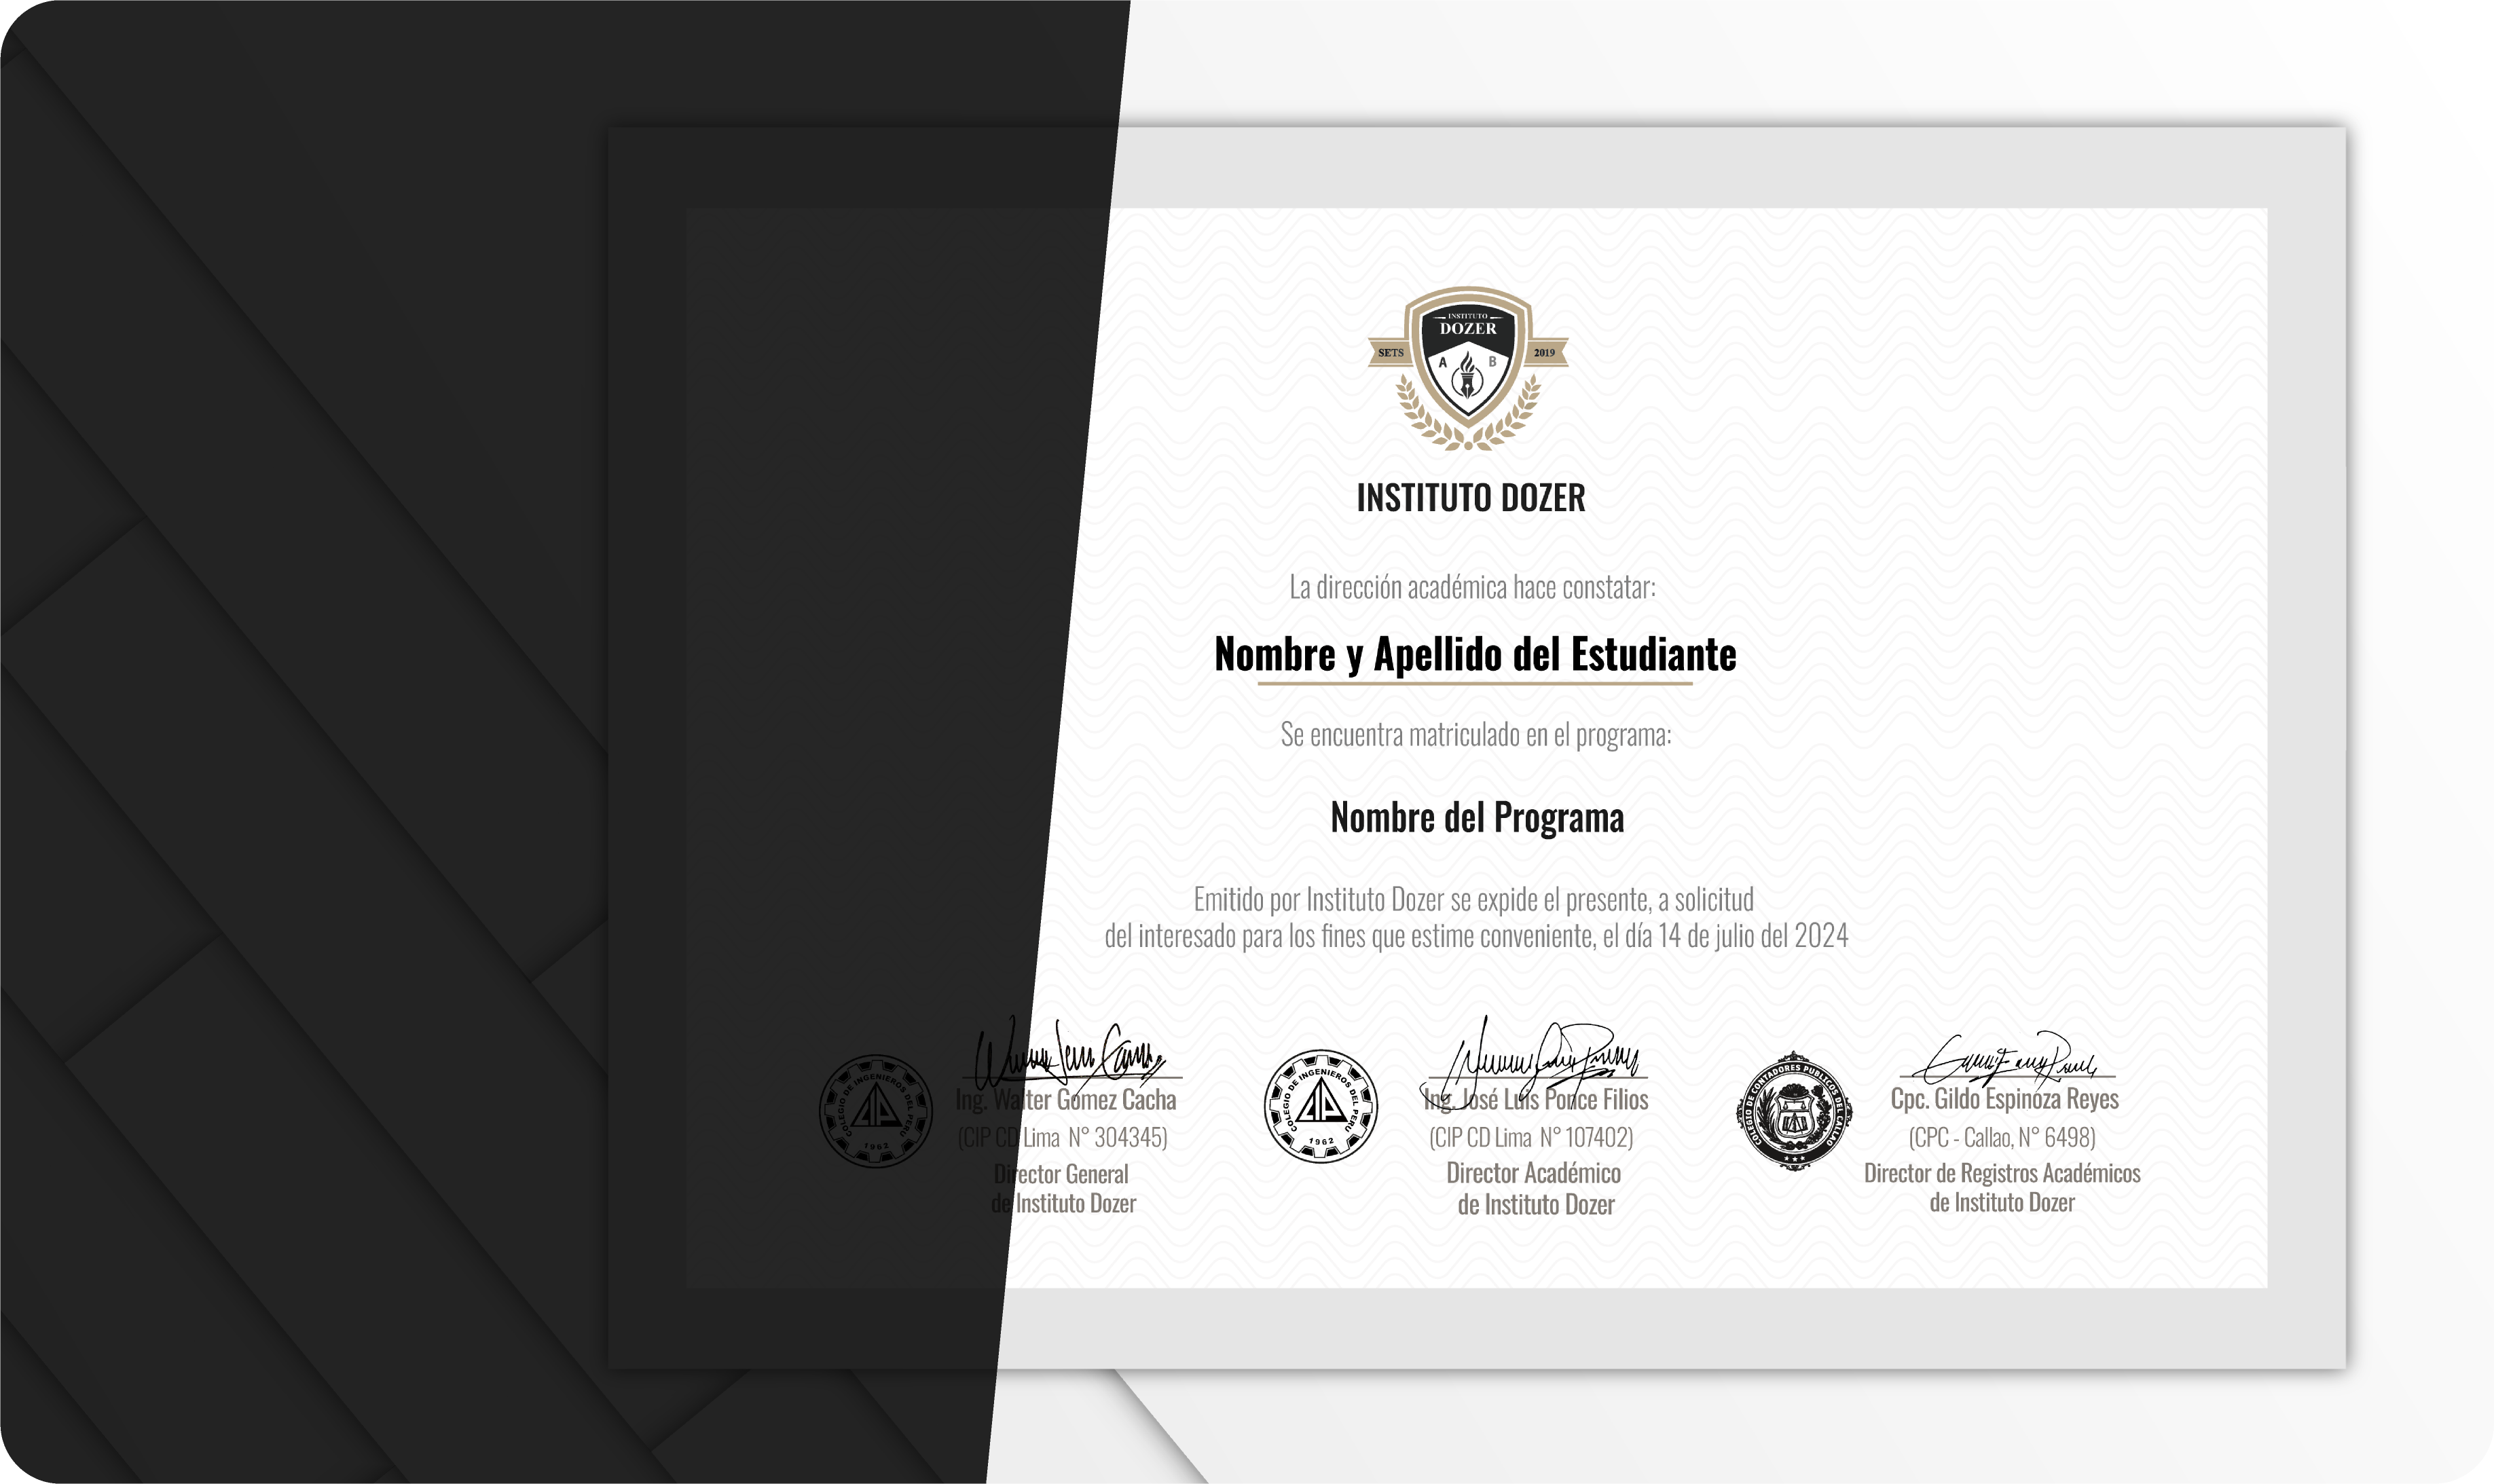 INSTITUTO
DOZER
SETS
2019
A
B
INSTITUTO DOZER
La dirección académica hace constatar:
Nombre y Apellido del Estudiante
Se encuentra matriculado en el programa:
Nombre del Programa
Emitido por Instituto Dozer se expide el presente, a solicitud
del interesado para los fines que estime conveniente, el día 14 de julio del 2024
COLEGIO DE INGENIEROS DEL PERU
1962
Ing. Walter Gómez Cacha
(CIP CD Lima N° 304345)
Director General
de Instituto Dozer
COLEGIO DE INGENIEROS DEL PERU
1962
Ing. José Luis Ponce Filios
(CIP CD Lima N° 107402)
Director Académico
de Instituto Dozer
COLEGIO DE CONTADORES PUBLICOS DEL CALLAO
Cpc. Gildo Espinóza Reyes
(CPC - Callao, N° 6498)
Director de Registros Académicos
de Instituto Dozer